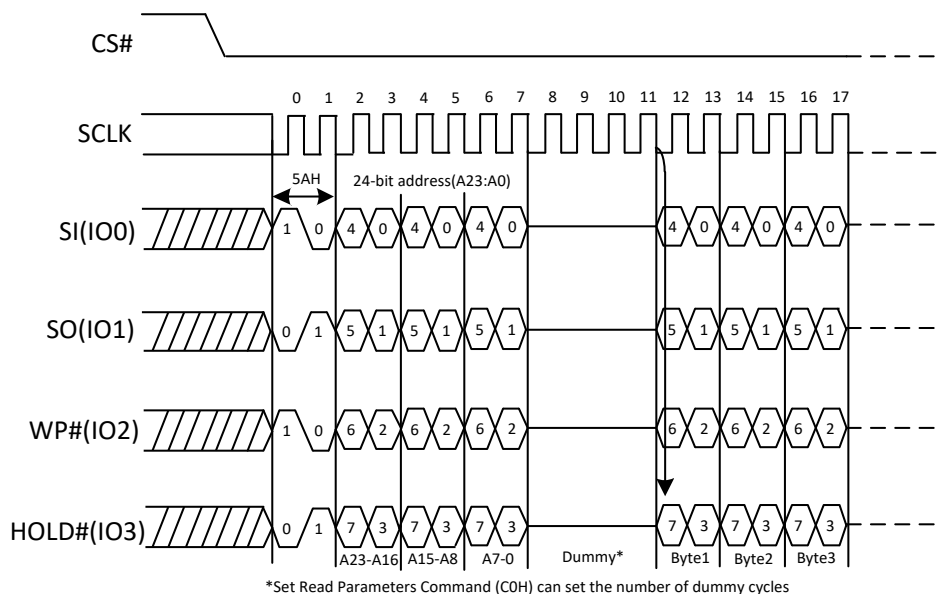 CS#
0 1 2 3 4 5 6 7 8 9 10 11 12 13 14 15 16 17
SCLK
5AH 24-bit address(A23:A0)
SI(IO0) 1 0 4 0 4 0 4 0 4 0 4 0 4 0
SO(IO1) 0 1 5 1 5 1 5 1 5 1 5 1 5 1
WP#(IO2) 1 0 6 2 6 2 6 2 6 2 6 2 6 2
HOLD#(IO3) 0 1 7 3 7 3 7 3 7 3 7 3 7 3
A23-A16 A15-A8 A7-0 Dummy* Byte1 Byte2 Byte3
*Set Read Parameters Command (C0H) can set the number of dummy cycles